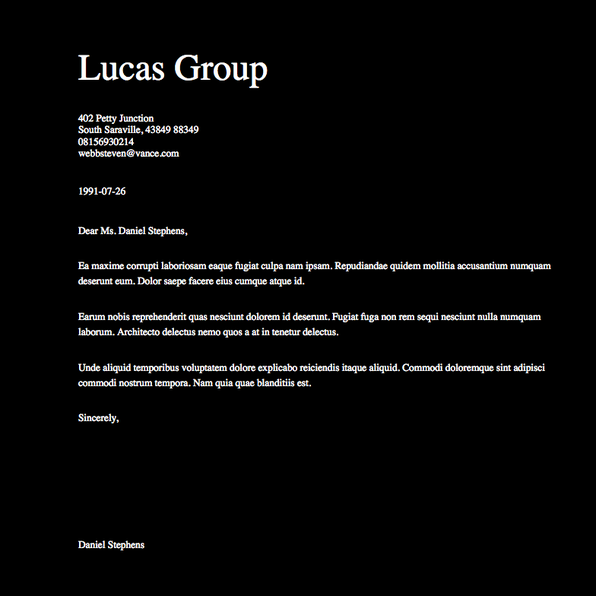 Lucas Group
402 Petty Junction
South Saraville, 43849 88349
08156930214
webbsteven@vance.com
1991-07-26
Dear Ms. Daniel Stephens,
Ea maxime corrupti laboriosam eaque fugiat culpa nam ipsam. Repudiandae quidem mollitia accusantium numquam
deserunt eum. Dolor saepe facere eius cumque atque id.
Earum nobis reprehenderit quas nesciunt dolorem id deserunt. Fugiat fuga non rem sequi nesciunt nulla numquam
laborum. Architecto delectus nemo quos a at in tenetur delectus.
Unde aliquid temporibus voluptatem dolore explicabo reiciendis itaque aliquid. Commodi doloremque sint adipisci
commodi nostrum tempora. Nam quia quae blanditiis est.
Sincerely,
Daniel Stephens